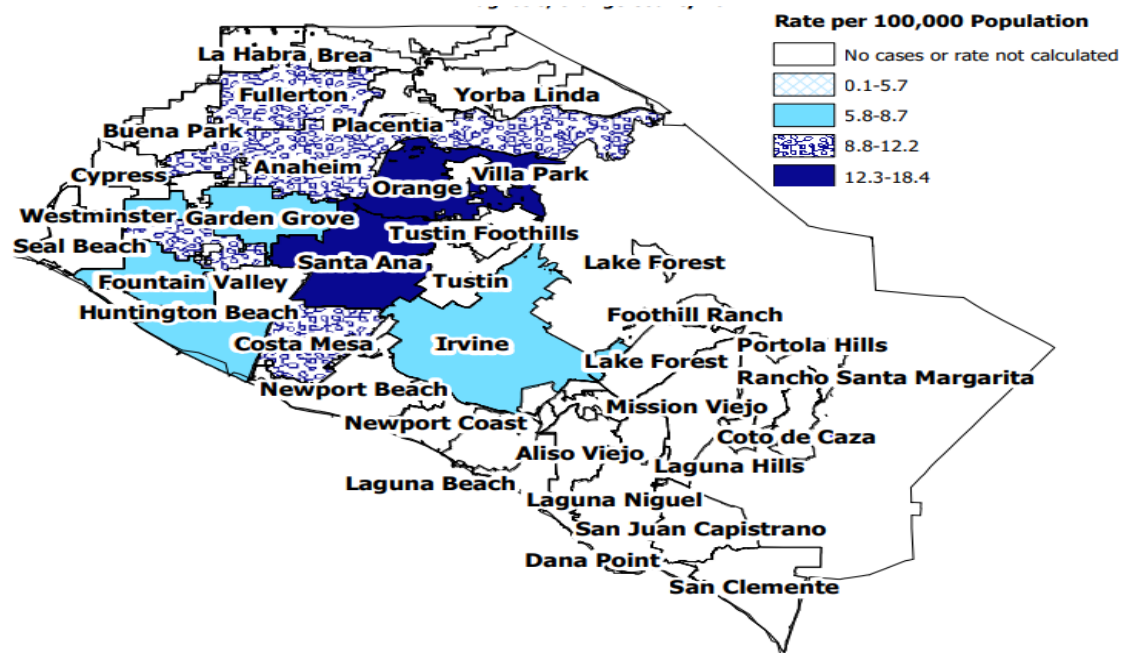 Rate per 100,000 Population
No cases or rate not calculated
0.1-5.7
5.8-8.7
8.8-12.2
12.3-18.4
La Habra
Brea
Fullerton
Yorba Linda
Buena Park
Placentia
Anaheim
Cypress
Orange
Villa Park
Westminster
Garden Grove
Seal Beach
Tustin Foothills
Santa Ana
Lake Forest
Fountain Valley
Tustin
Huntington Beach
Foothill Ranch
Costa Mesa
Irvine
Lake Forest
Portola Hills
Newport Beach
Rancho Santa Margarita
Mission Viejo
Newport Coast
Coto de Caza
Aliso Viejo
Laguna Hills
Laguna Beach
Laguna Niguel
San Juan Capistrano
Dana Point
San Clemente